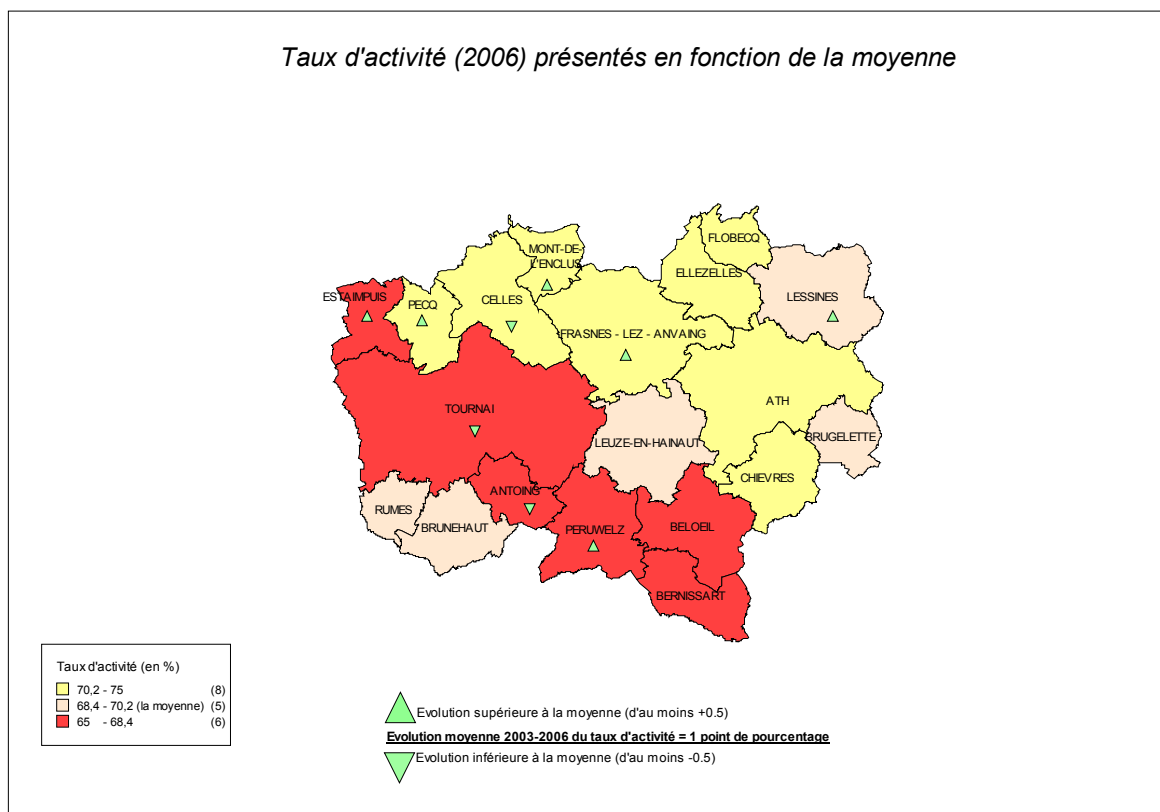 Taux d'activité (2006) présentés en fonction de la moyenne
FLOBECQ
MONT-DE-
L'ENCLUS
ELLEZELLES
ESTAIMPUIS
PECQ
CELLES
LESSINES
FRASNES - LEZ - ANVAING
ATH
TOURNAI
LEUZE-EN-HAINAUT
BRUGELETTE
CHIEVRES
ANTOING
RUMES
BRUNEHAUT
PERUWELZ
BELOEIL
BERNISSART
Taux d'activité (en %)
70,2 - 75 (8)
68,4 - 70,2 (la moyenne) (5)
65 - 68,4 (6)
Evolution supérieure à la moyenne (d'au moins +0.5)
Evolution moyenne 2003-2006 du taux d'activité = 1 point de pourcentage
Evolution inférieure à la moyenne (d'au moins -0.5)